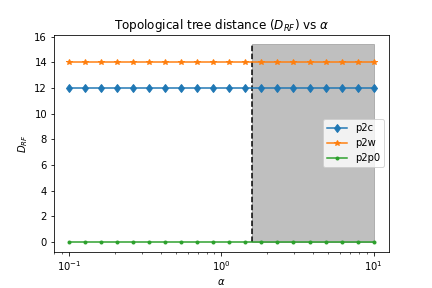 Topological tree distance (D_RF) vs α
16
14
12
10
8
6
4
2
0
D_RF
p2c
p2w
p2p0
10⁻¹
10⁰
10¹
α